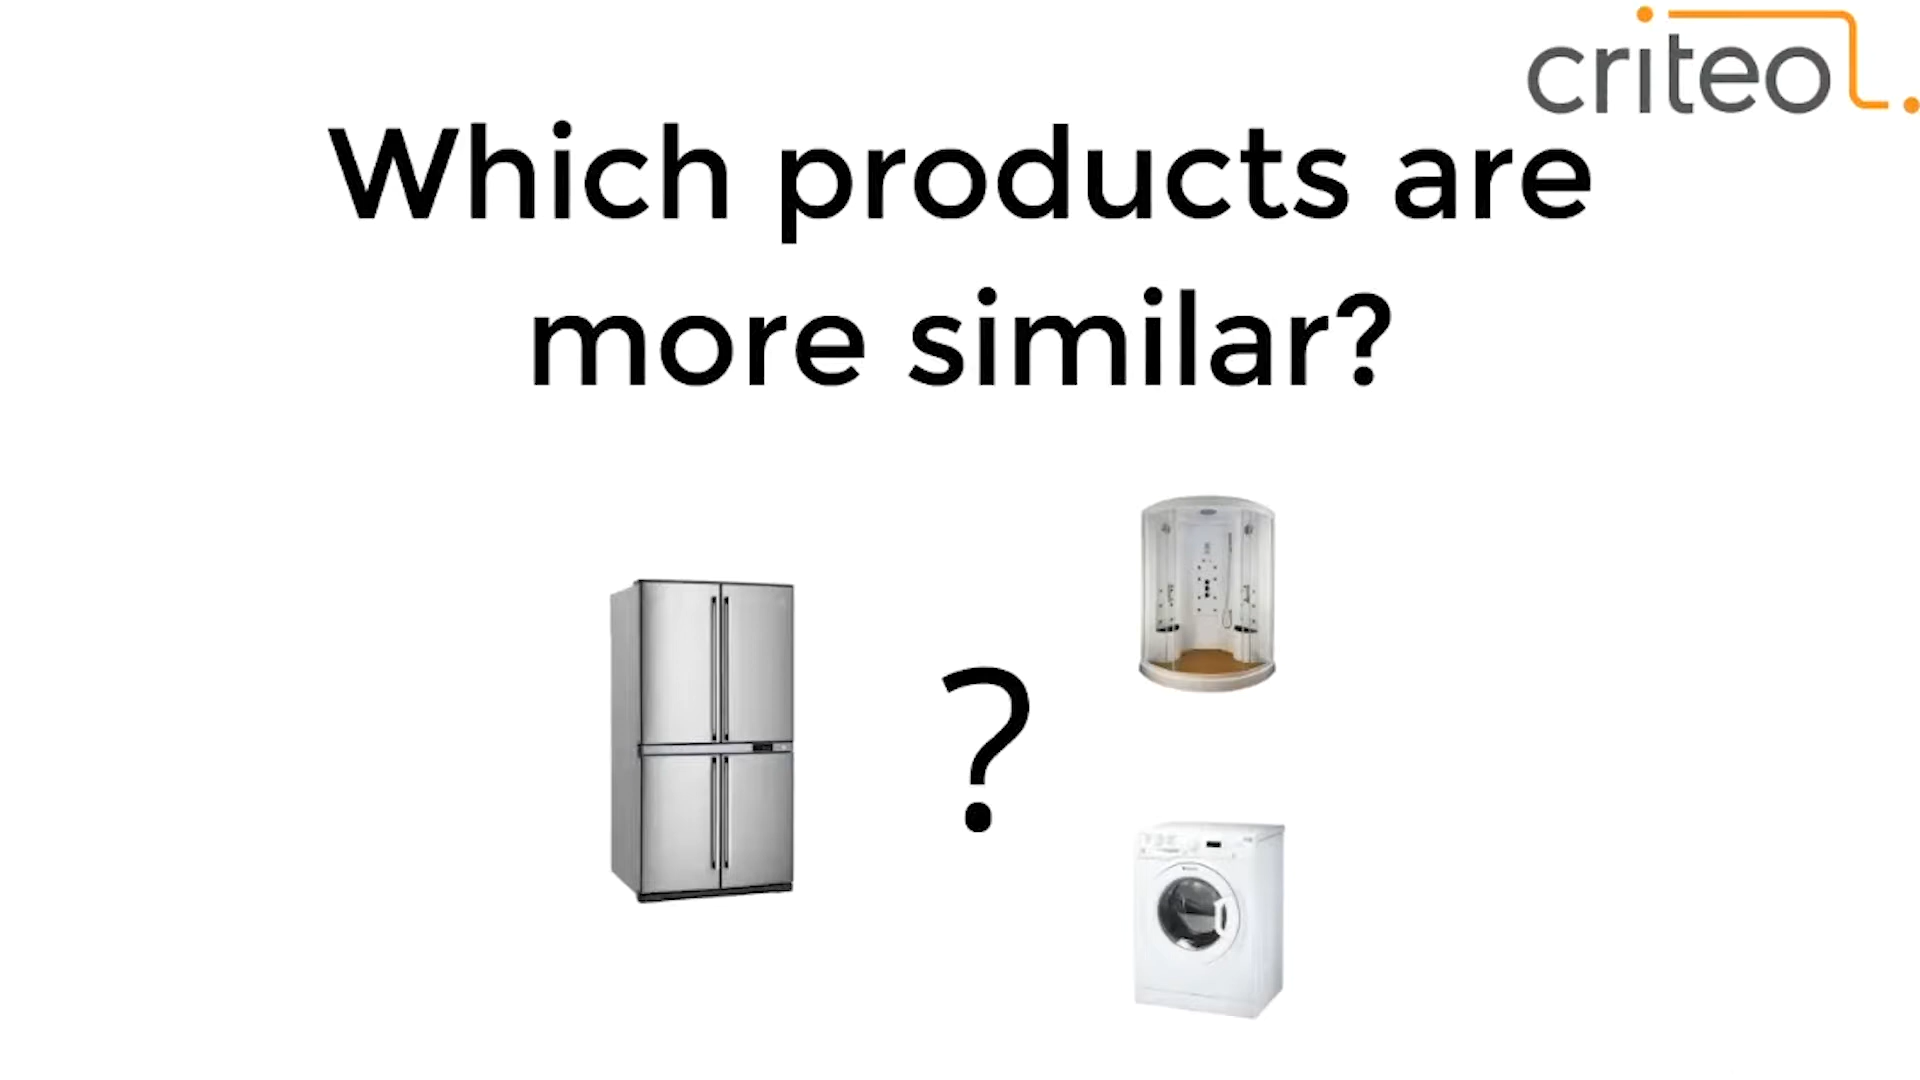 criteo
Which products are
more similar?
?